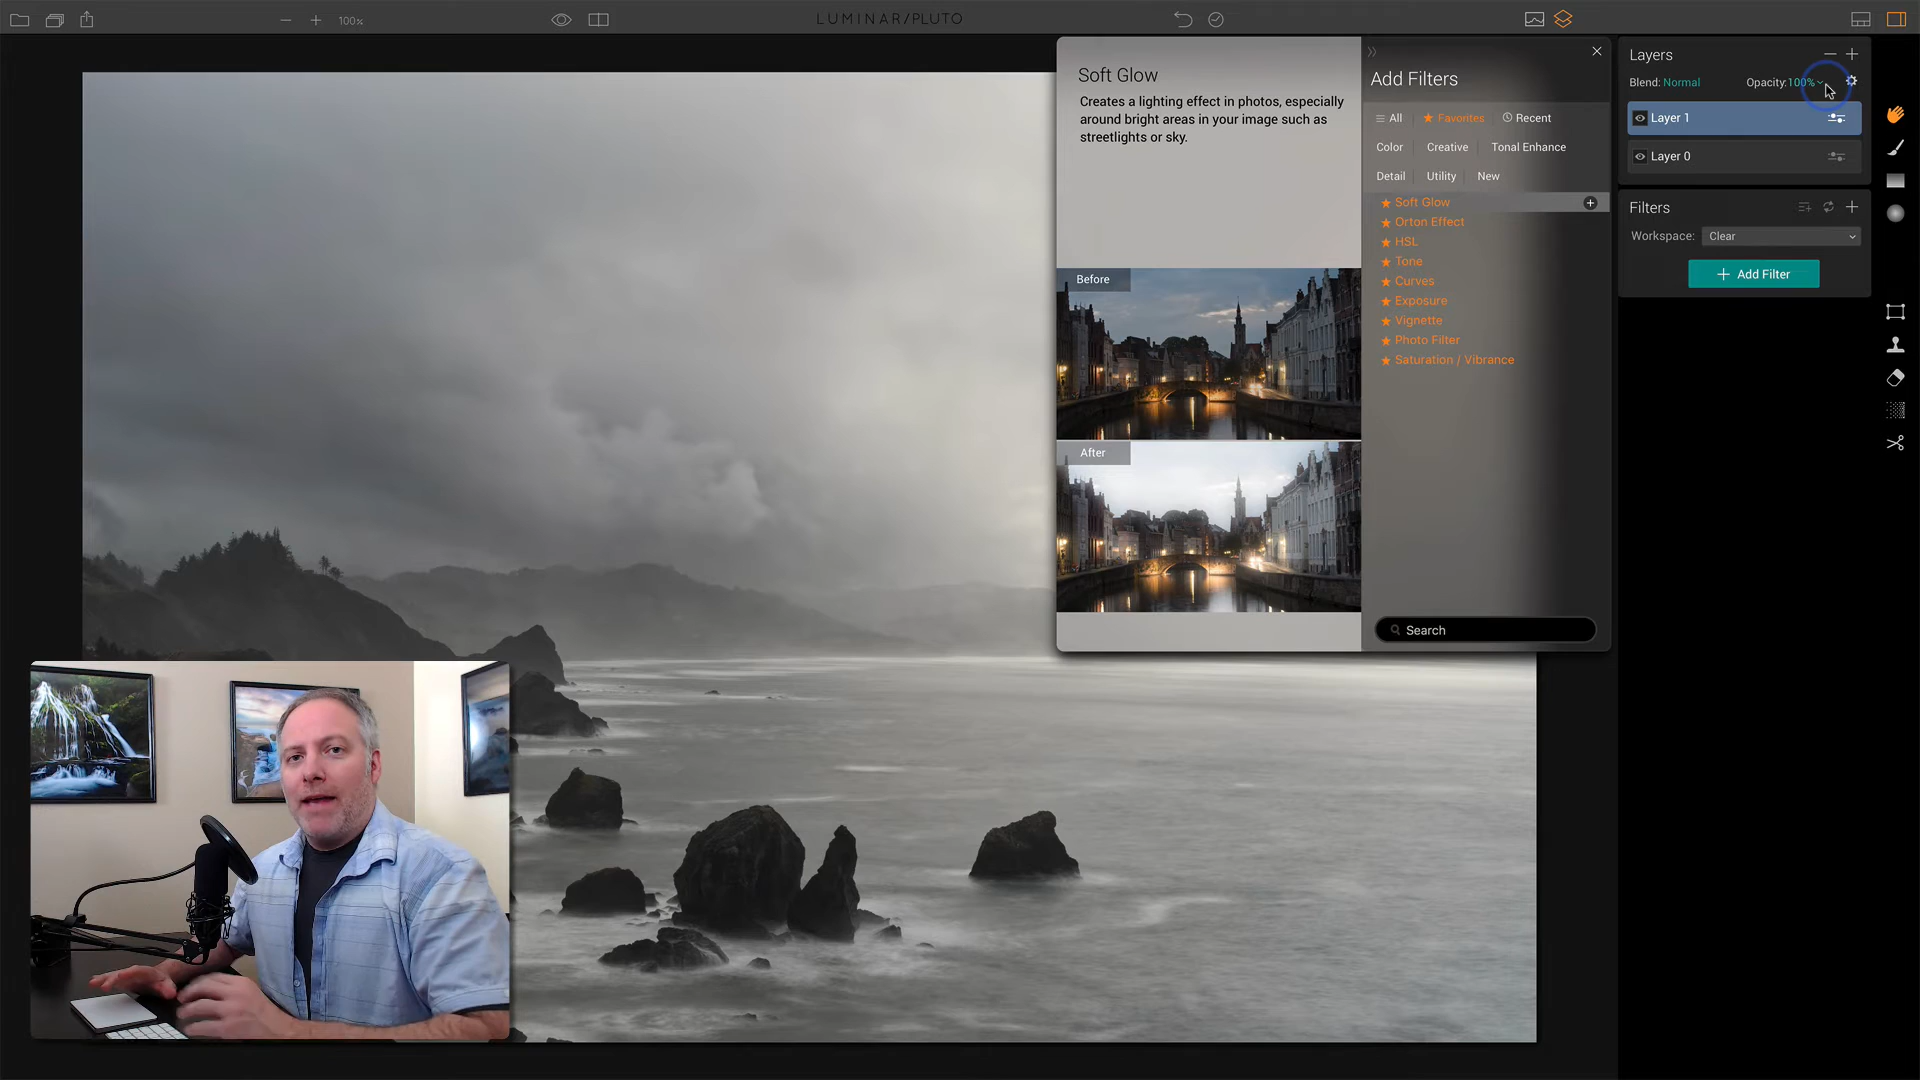 100%
LUMINAR/PLUTO
Soft Glow
Creates a lighting effect in photos, especially
around bright areas in your image such as
streetlights or sky.
Before
After
Add Filters
All
Favorites
Recent
Color
Creative
Tonal Enhance
Detail
Utility
New
Soft Glow
Orton Effect
HSL
Tone
Curves
Exposure
Vignette
Photo Filter
Saturation / Vibrance
Search
Layers
Blend: Normal
Opacity: 100%
Layer 1
Layer 0
Filters
Workspace: Clear
Add Filter